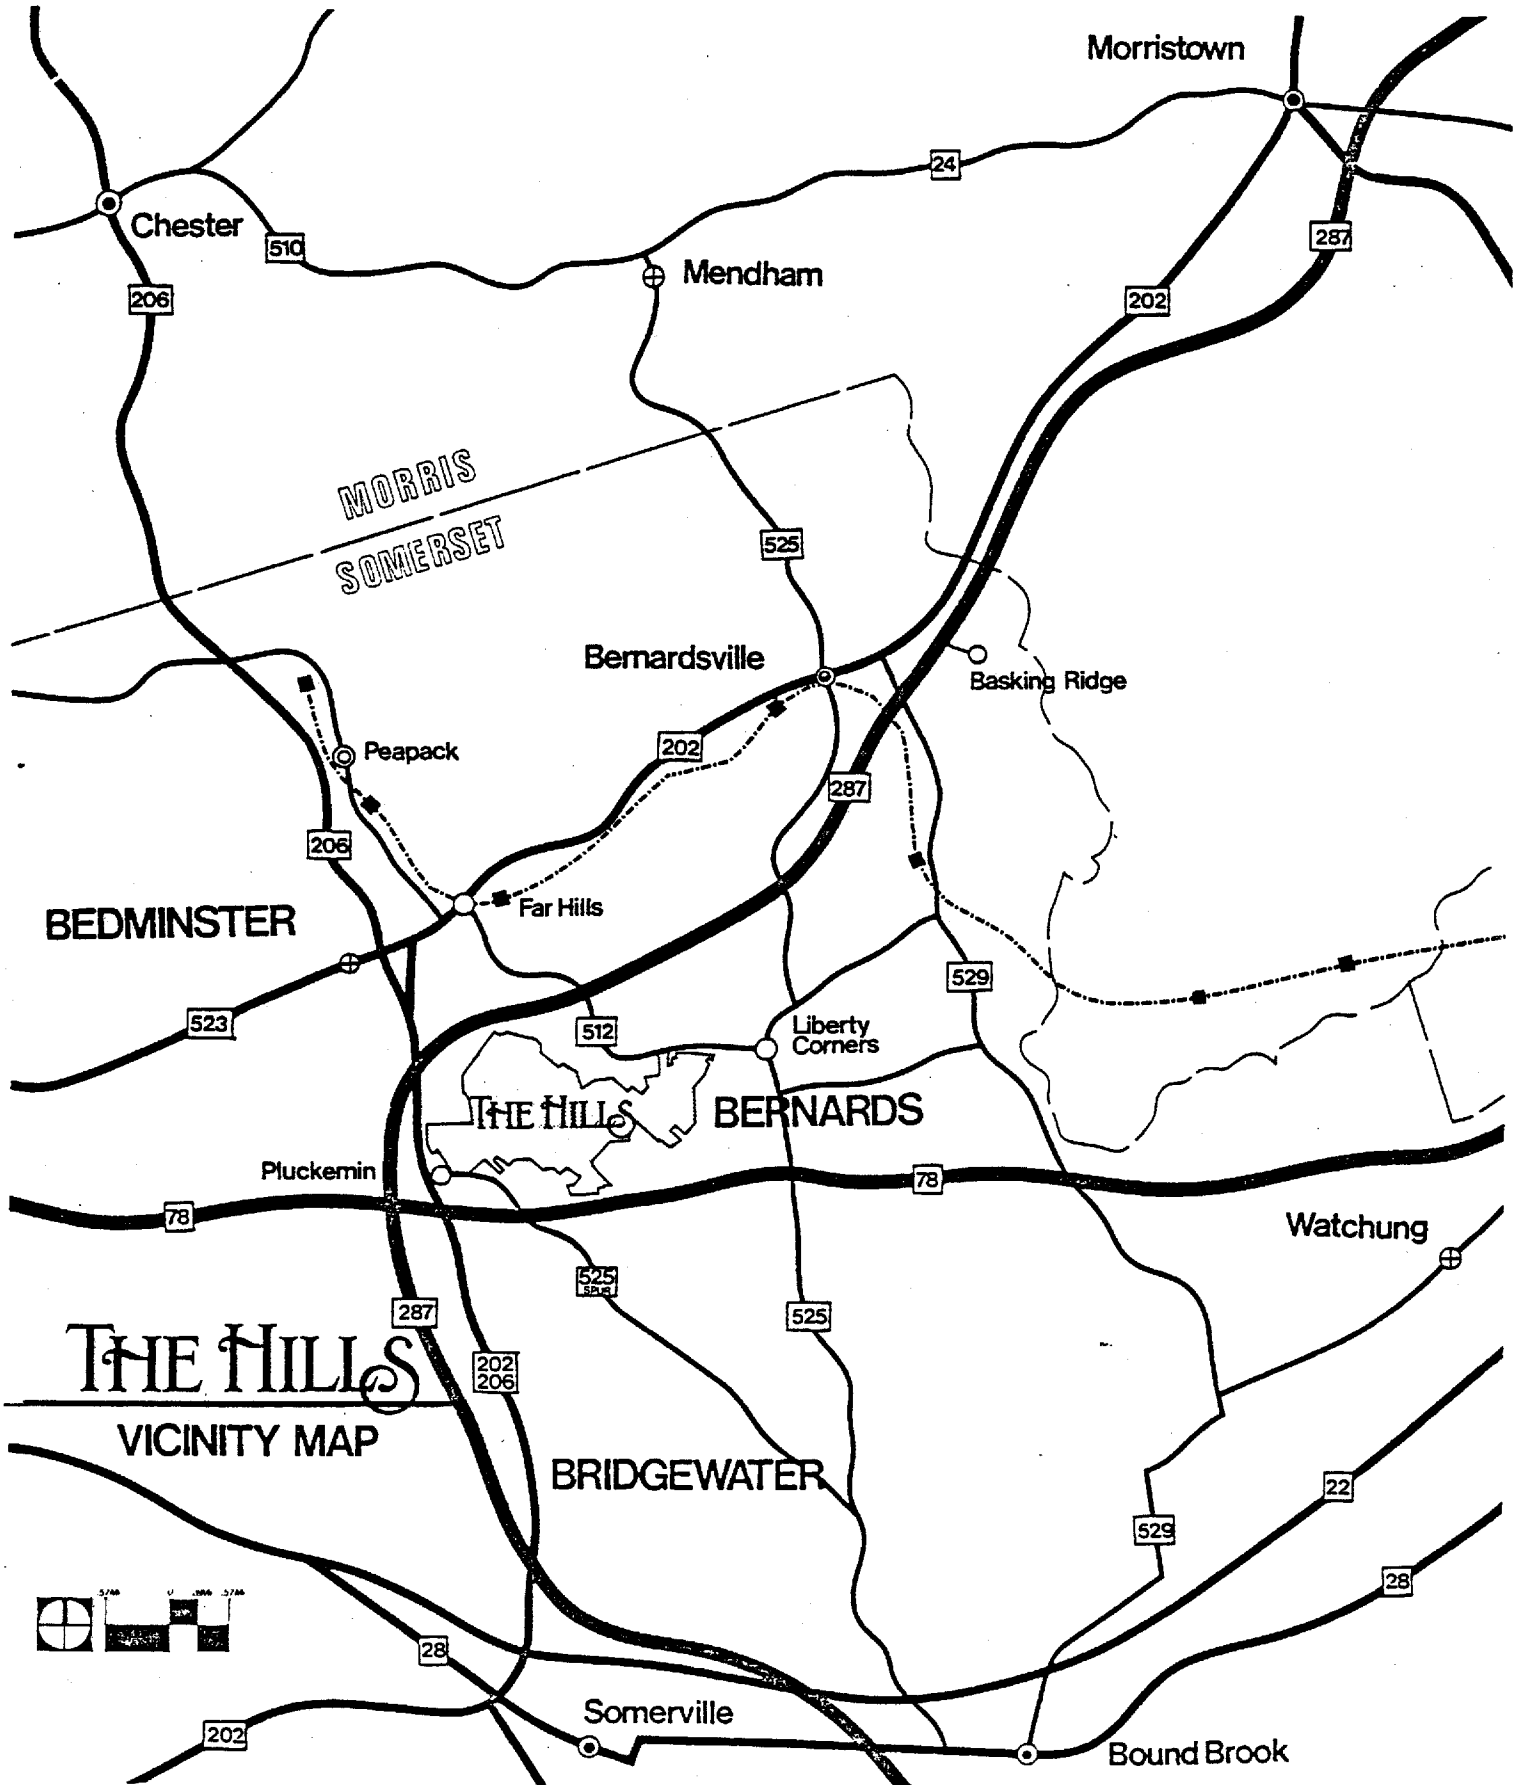 Morristown
24
Chester
510
287
Mendham
206
202
MORRIS
SOMERSET
525
Bernardsville
Basking Ridge
202
Peapack
287
206
Far Hills
BEDMINSTER
529
523
512
Liberty
Corners
THE HILLS
BERNARDS
Pluckemin
78
78
Watchung
525
SPUR
287
525
THE HILLS
202
206
VICINITY MAP
BRIDGEWATER
22
529
28
0
28
Somerville
202
Bound Brook